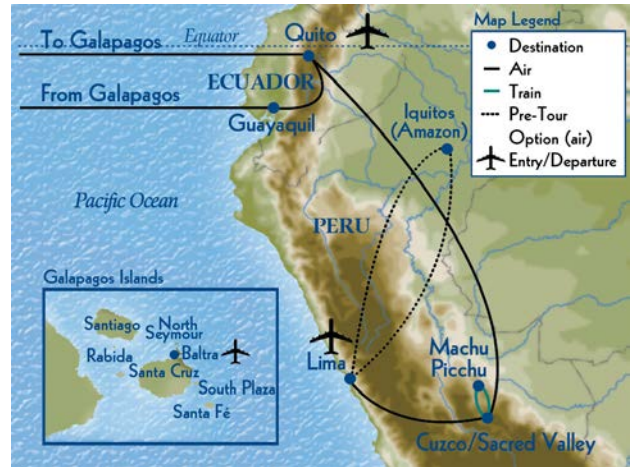 To Galapagos
Equator
Quito
Map Legend
Destination
Air
Train
Pre-Tour
Option (air)
Entry/Departure
ECUADOR
From Galapagos
Guayaquil
Iquitos
(Amazon)
Pacific Ocean
PERU
Galapagos Islands
Santiago
North
Seymour
Baltra
Rabida
Santa Cruz
South Plaza
Santa Fé
Lima
Machu
Picchu
Cuzco/Sacred Valley